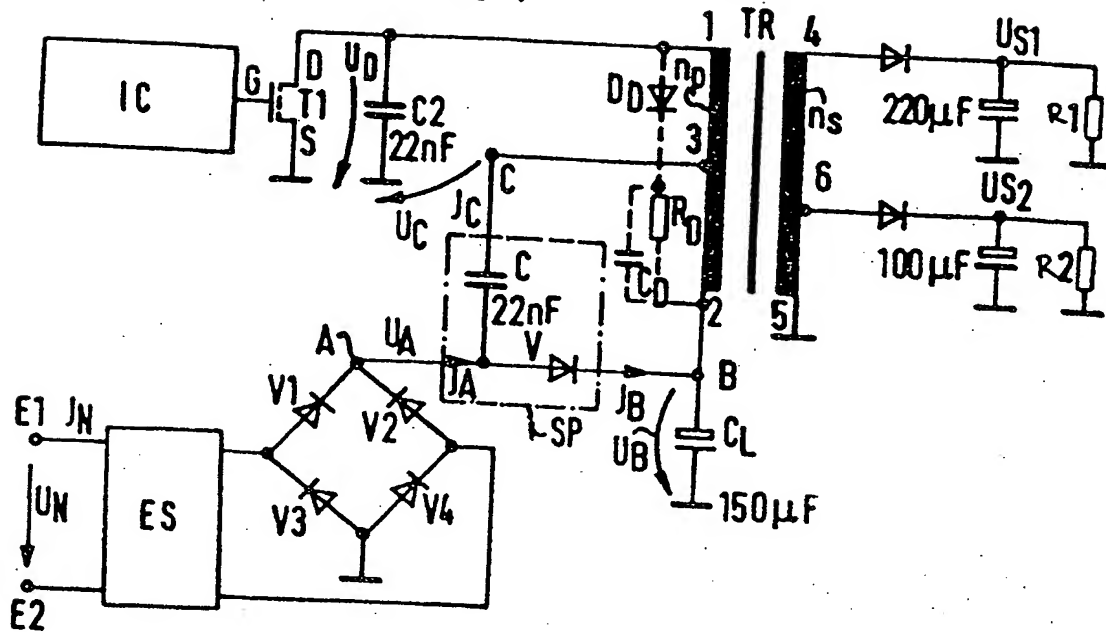 1 TR 4
IC
G
D
T1
S
UD
C2
22nF
DD
np
3
nS
US1
220µF
R1
6
US2
100µF
R2
C
JC
UC
RD
CD
C
22nF
2
5
A
UA
JA
V
JB
B
SP
UB
CL
150µF
E1
JN
V1
V2
UN
ES
V3
V4
E2